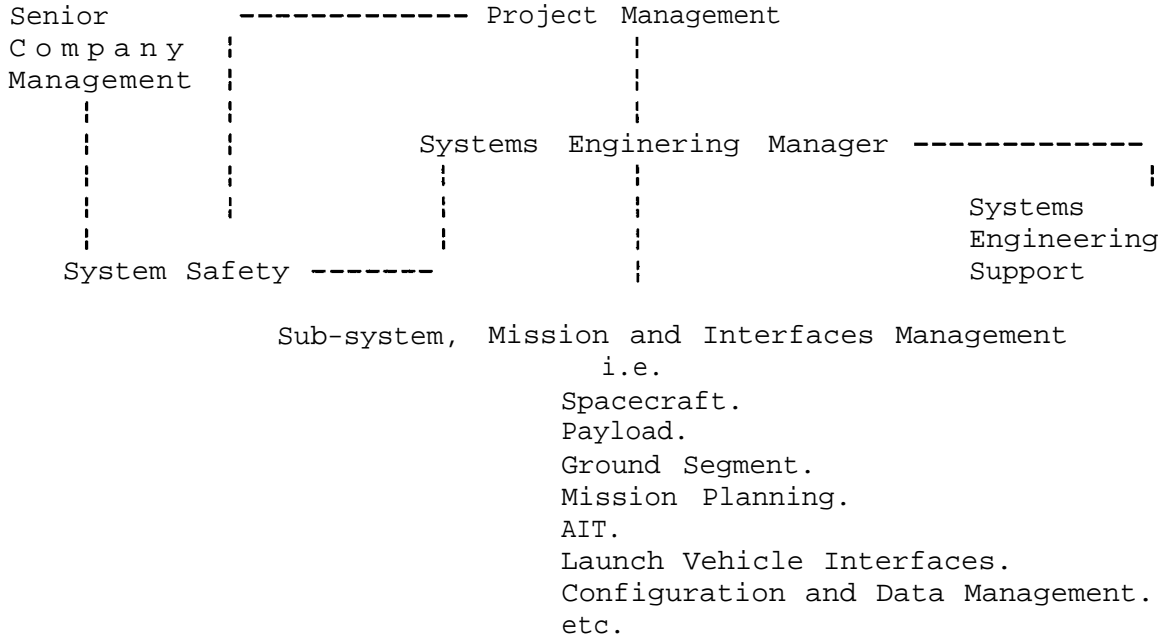 Senior ------------- Project Management
Company
Management
Systems Enginering Manager -------------
Systems
Engineering
System Safety -------
Support
Sub-system, Mission and Interfaces Management
i.e.
Spacecraft.
Payload.
Ground Segment.
Mission Planning.
AIT.
Launch Vehicle Interfaces.
Configuration and Data Management.
etc.